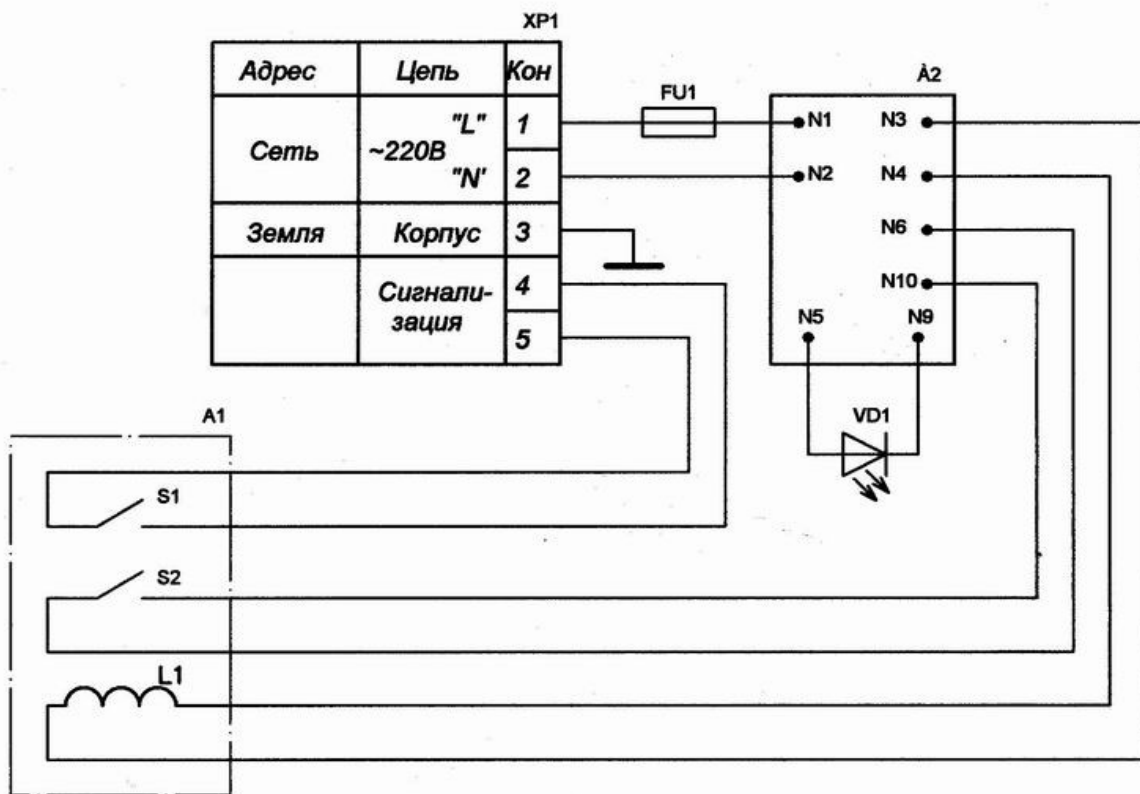 XP1
Адрес Цепь Кон
Сеть ~220В "L" 1
"N' 2
Земля Корпус 3
Сигнали-
зация 4
5
FU1
À2
N1 N3
N2 N4
N6
N10
N5 N9
VD1
A1
S1
S2
L1